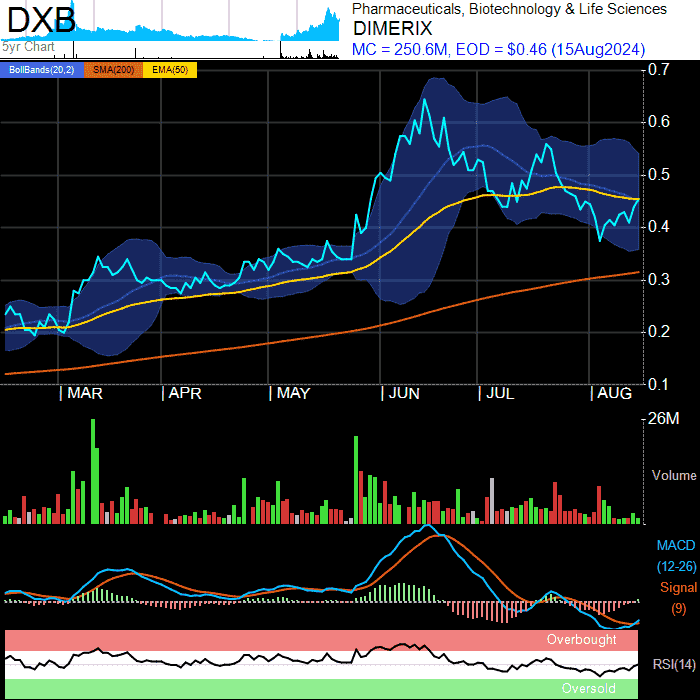 DXB
5yr Chart
Pharmaceuticals, Biotechnology & Life Sciences
DIMERIX
MC = 250.6M, EOD = $0.46 (15Aug2024)
BollBands(20,2) SMA(200) EMA(50)
0.7
0.6
0.5
0.4
0.3
0.2
0.1
MAR APR MAY JUN JUL AUG
26M
Volume
MACD
(12-26)
Signal
(9)
Overbought
RSI(14)
Oversold